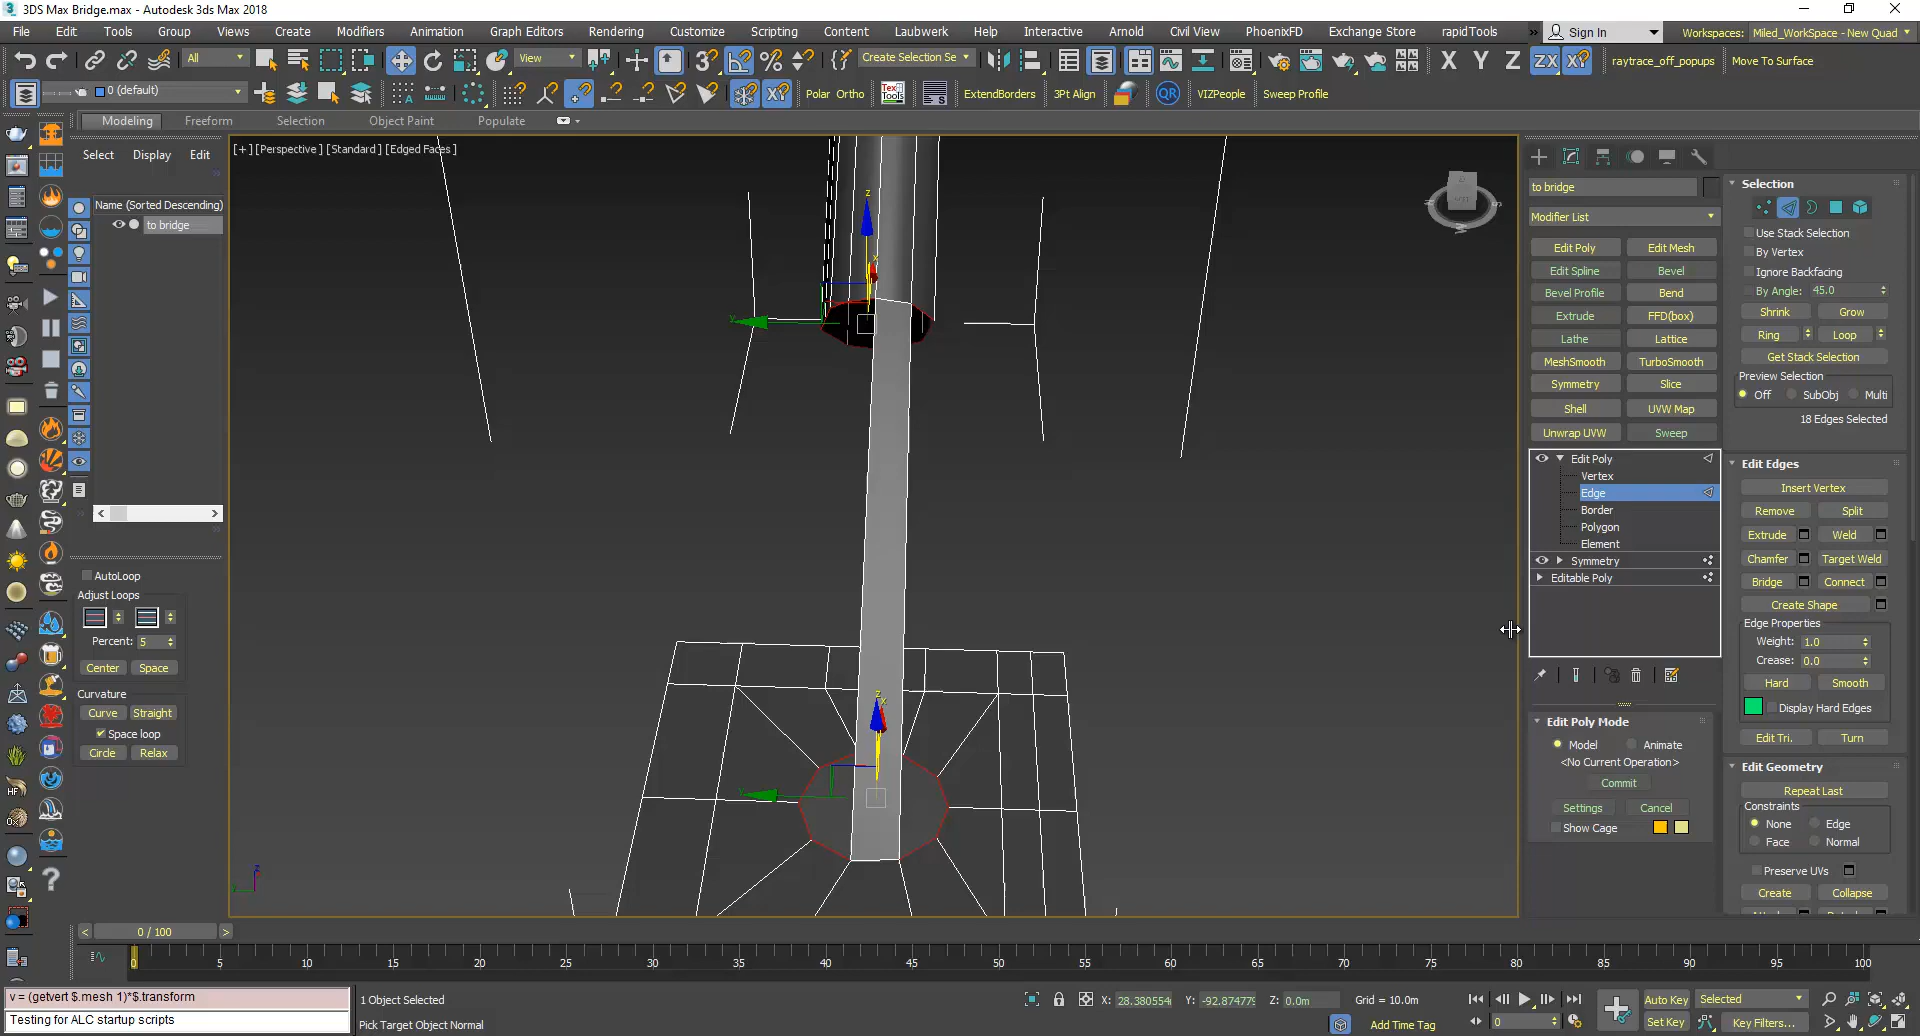 3DS Max Bridge.max - Autodesk 3ds Max 2018
File Edit Tools Group Views Create Modifiers Animation Graph Editors Rendering Customize Scripting Content Laubwerk Help Interactive Arnold Civil View PhoenixFD Exchange Store rapidTools » Sign In Workspaces: Miled_WorkSpace - New Quad
All View 3 Create Selection Se X Y Z ZX XY raytrace_off_popups Move To Surface
0 (default) XY Polar Ortho ExtendBorders 3Pt Align QR VIZPeople Sweep Profile
Modeling Freeform Selection Object Paint Populate
Select Display Edit
Name (Sorted Descending)
to bridge
AutoLoop
Adjust Loops
Percent: 5
Center Space
Curvature
Curve Straight
Space loop
Circle Relax
HF
[+] [Perspective ] [Standard ] [Edged Faces ]
z
x
y
z
x
z
to bridge
Modifier List
Edit Poly Edit Mesh
Edit Spline Bevel
Bevel Profile Bend
Extrude FFD(box)
Lathe Lattice
MeshSmooth TurboSmooth
Symmetry Slice
Shell UVW Map
Unwrap UVW Sweep
Edit Poly
Vertex
Edge
Border
Polygon
Element
Symmetry
Editable Poly
Edit Poly Mode
Model Animate
<No Current Operation>
Commit
Settings Cancel
Show Cage
Selection
Use Stack Selection
By Vertex
Ignore Backfacing
By Angle: 45.0
Shrink Grow
Ring Loop
Get Stack Selection
Preview Selection
Off SubObj Multi
18 Edges Selected
Edit Edges
Insert Vertex
Remove Split
Extrude Weld
Chamfer Target Weld
Bridge Connect
Create Shape
Edge Properties
Weight: 1.0
Crease: 0.0
Hard Smooth
Display Hard Edges
Edit Tri. Turn
Edit Geometry
Repeat Last
Constraints
None Edge
Face Normal
Preserve UVs
Create Collapse
< 0 / 100 >
0 5 10 15 20 25 30 35 40 45 50 55 60 65 70 75 80 85 90 95 100
v = (getvert $.mesh 1)*$.transform
Testing for ALC startup scripts
1 Object Selected
Pick Target Object Normal
X: 28.380554 Y: -92.874779 Z: 0.0m Grid = 10.0m
Add Time Tag
0
Auto Key Selected
Set Key Key Filters...